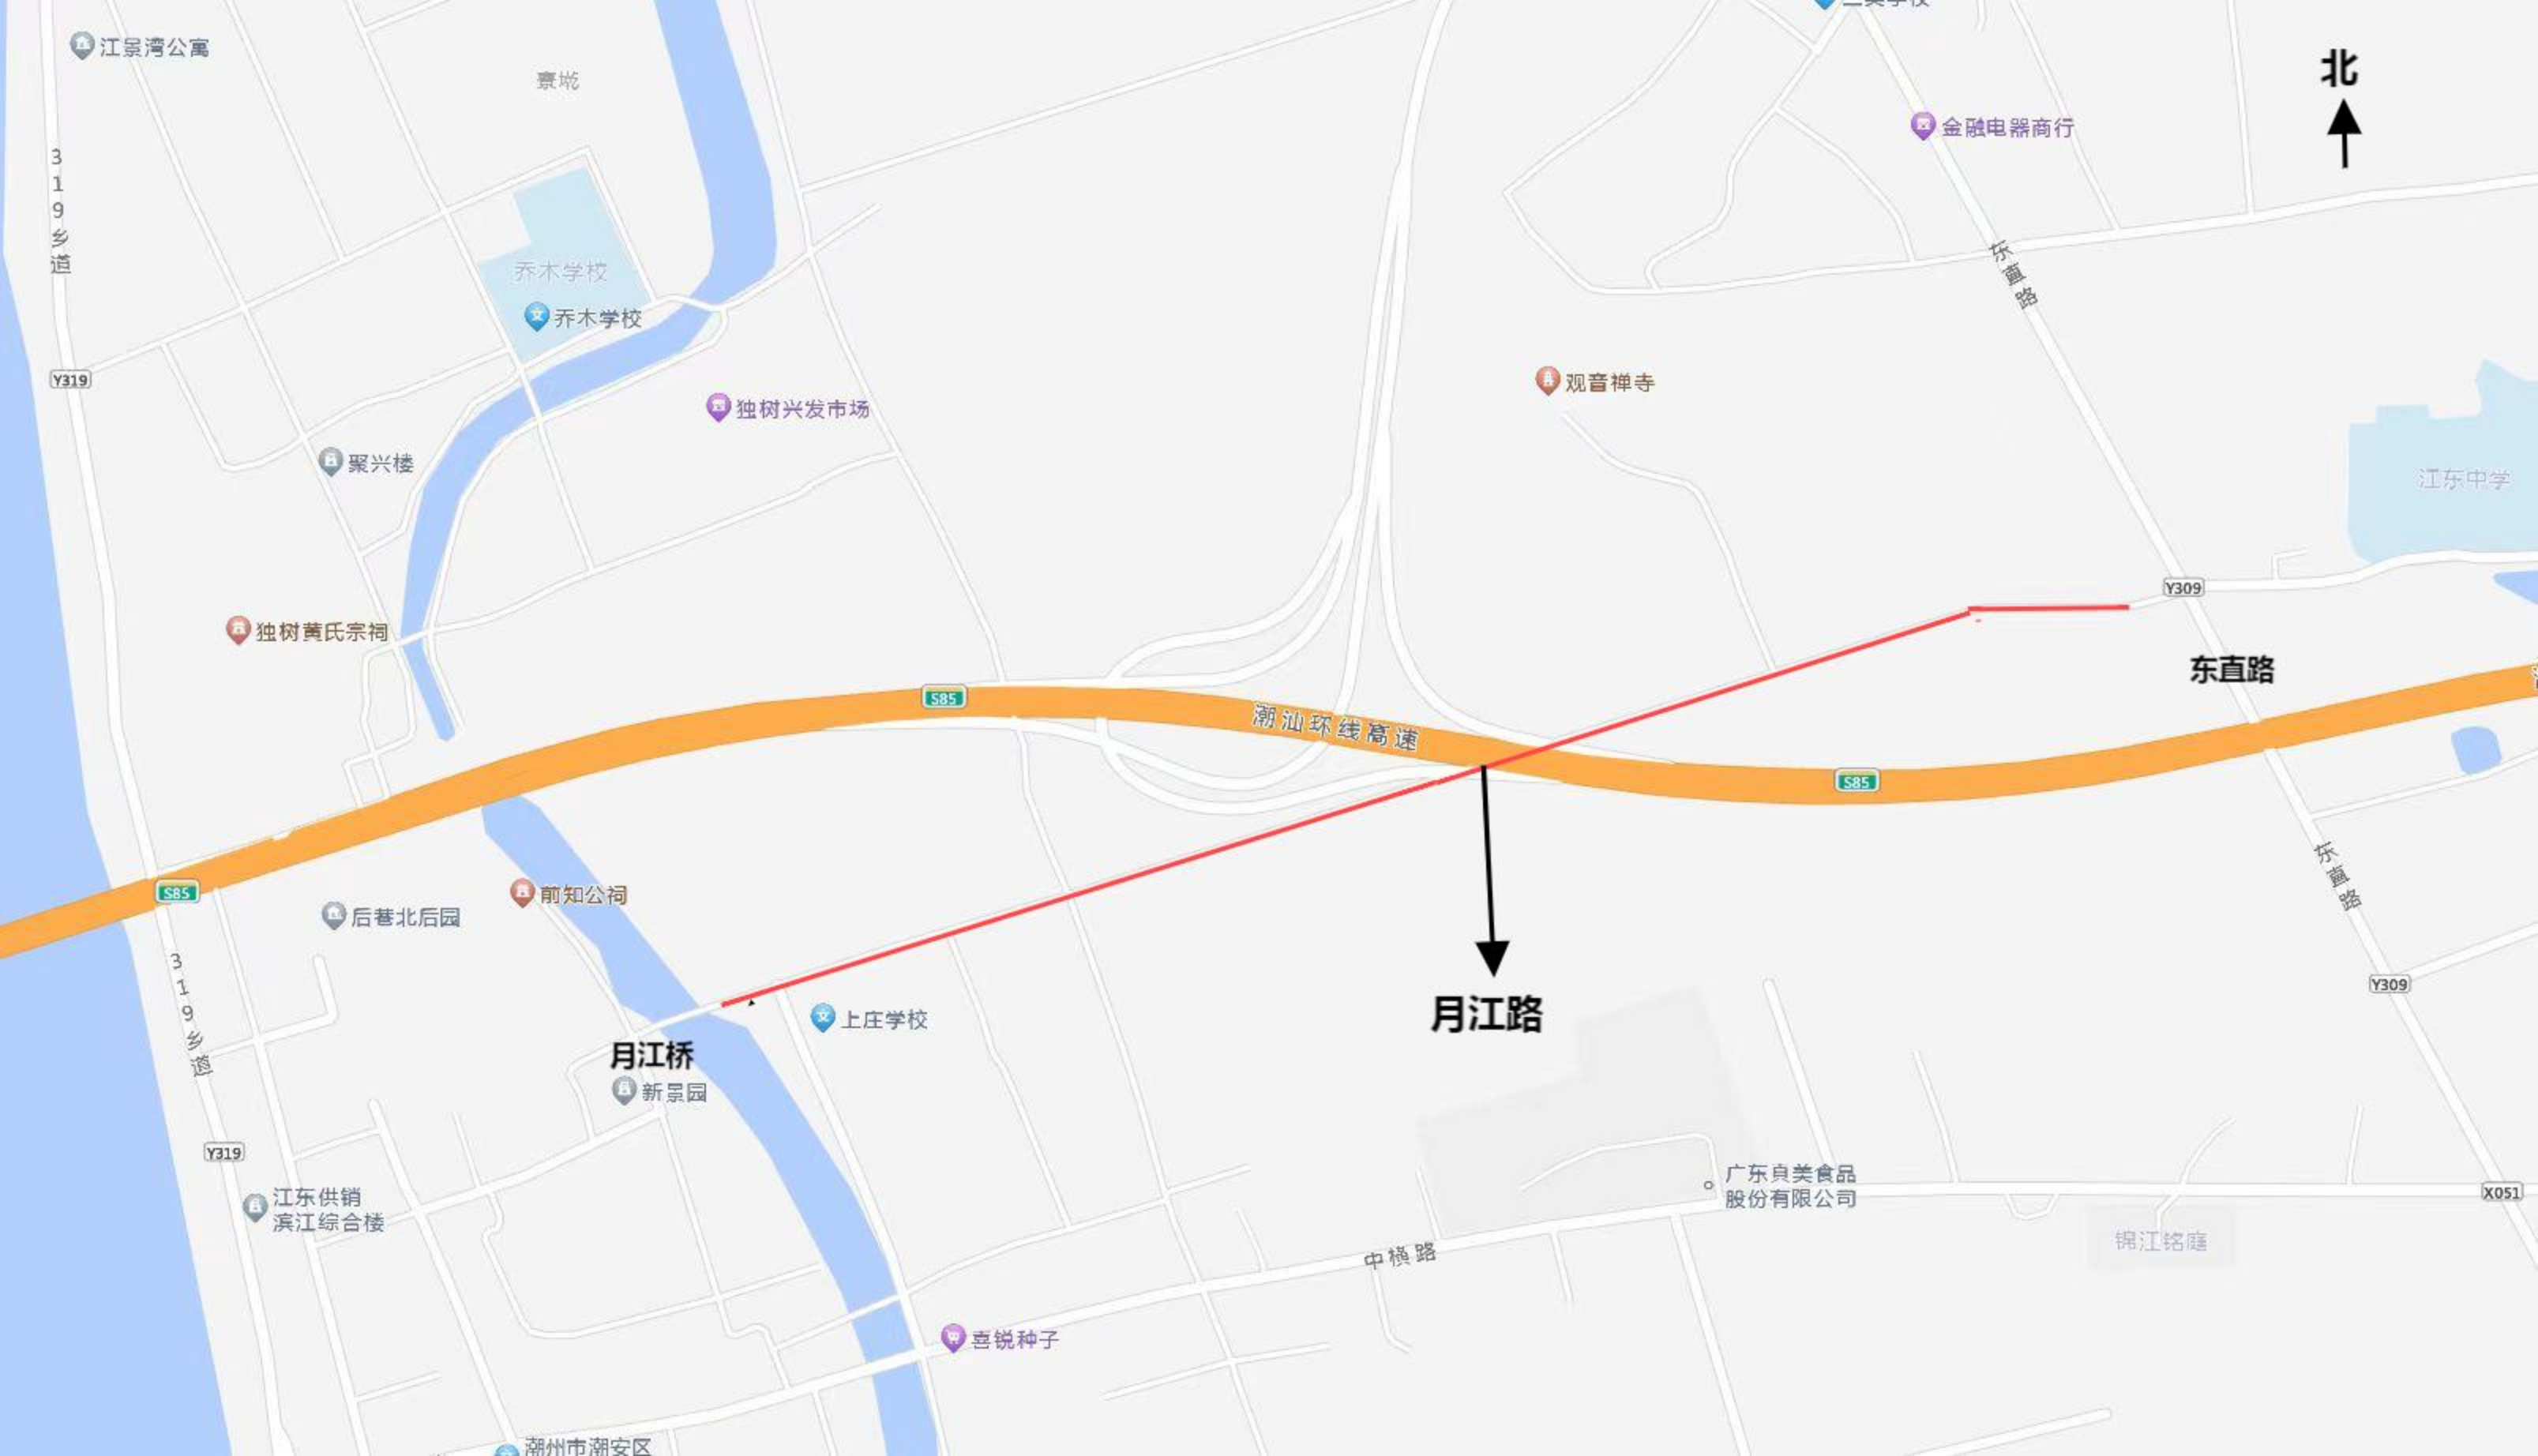 江景湾公寓
寮墘
北
金融电器商行
319乡道
东直路
乔木学校
乔木学校
Y319
观音禅寺
独树兴发市场
聚兴楼
江东中学
Y309
独树黄氏宗祠
东直路
S85
潮汕环线高速
S85
S85
前知公祠
后巷北后园
东直路
319乡道
Y309
月江路
上庄学校
月江桥
新景园
Y319
江东供销
滨江综合楼
广东真美食品
股份有限公司
X051
锦江铭庭
中横路
喜锐种子
潮州市潮安区